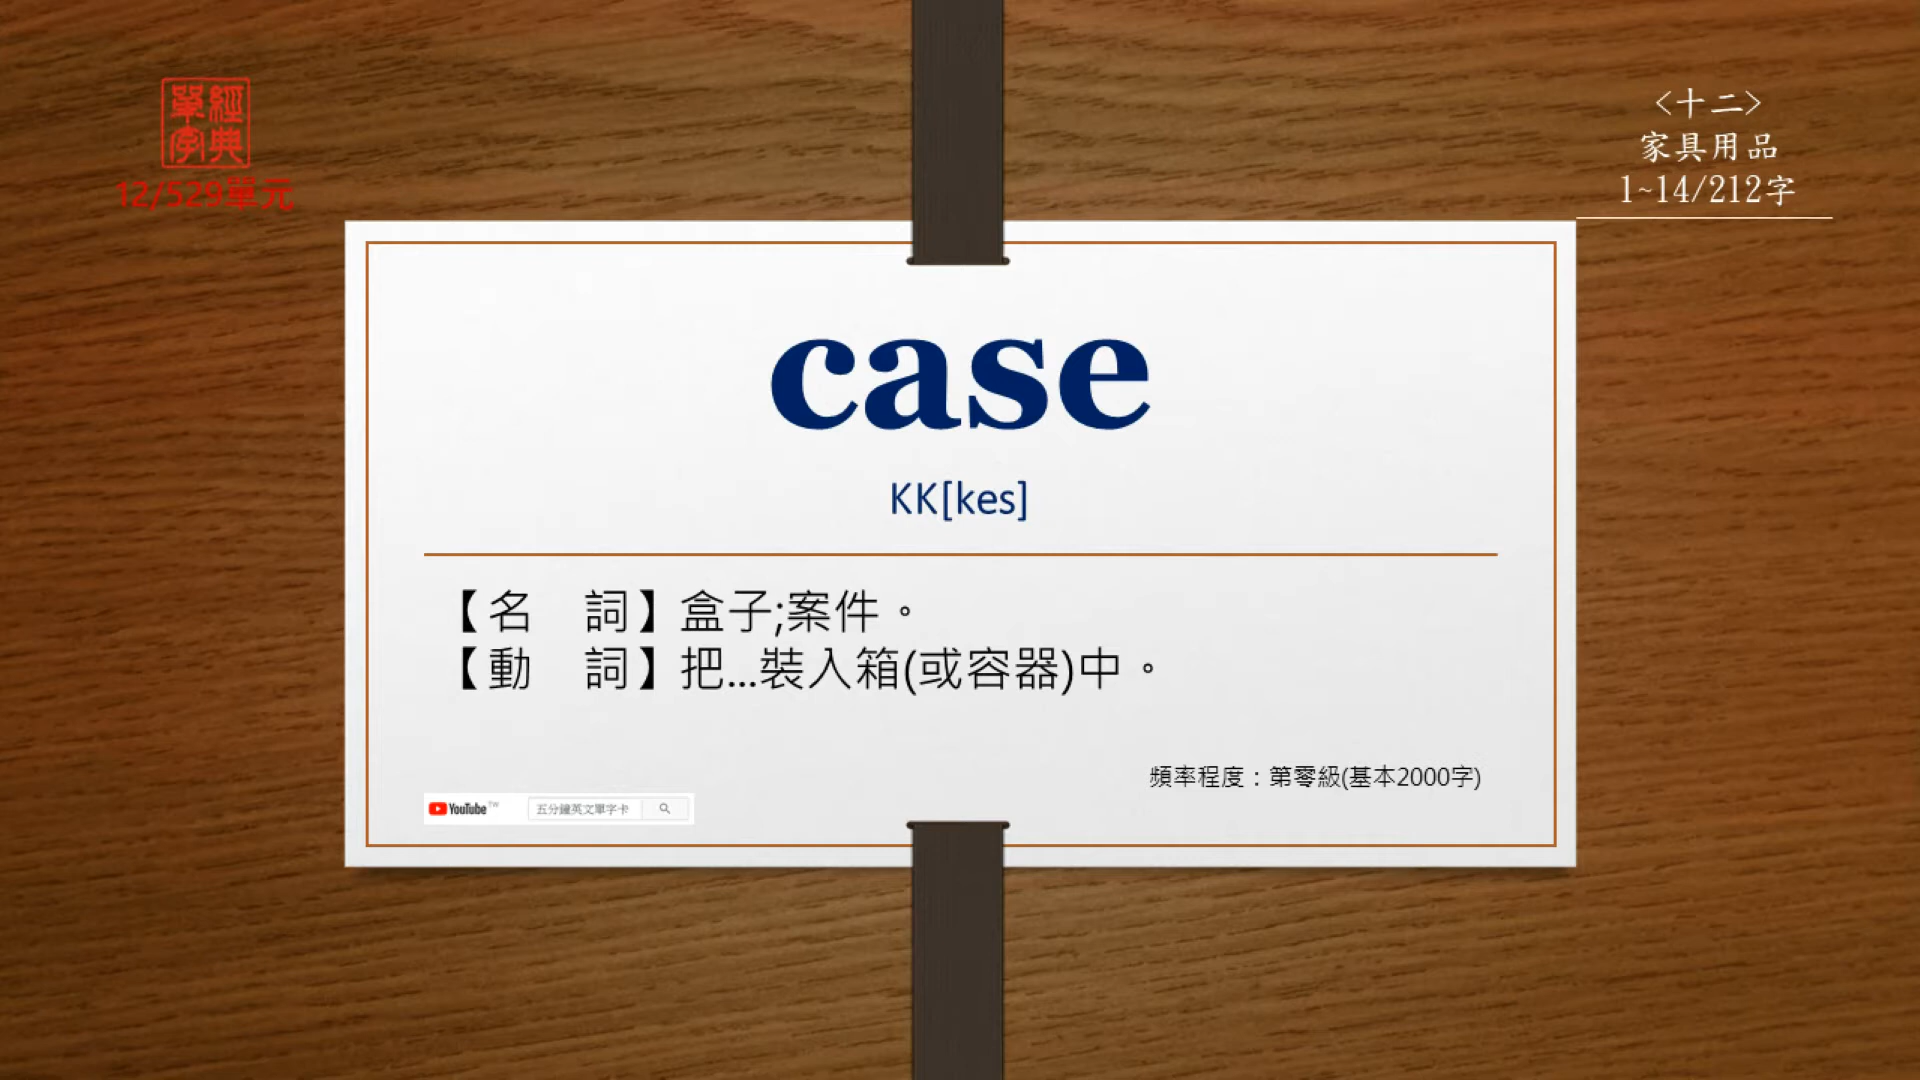 經典
單字
12/529單元
<十二>
家具用品
1~14/212字
case
KK[kes]
【名　詞】盒子;案件。
【動　詞】把...裝入箱(或容器)中。
頻率程度：第零級(基本2000字)
YouTube TW 五分鐘英文單字卡